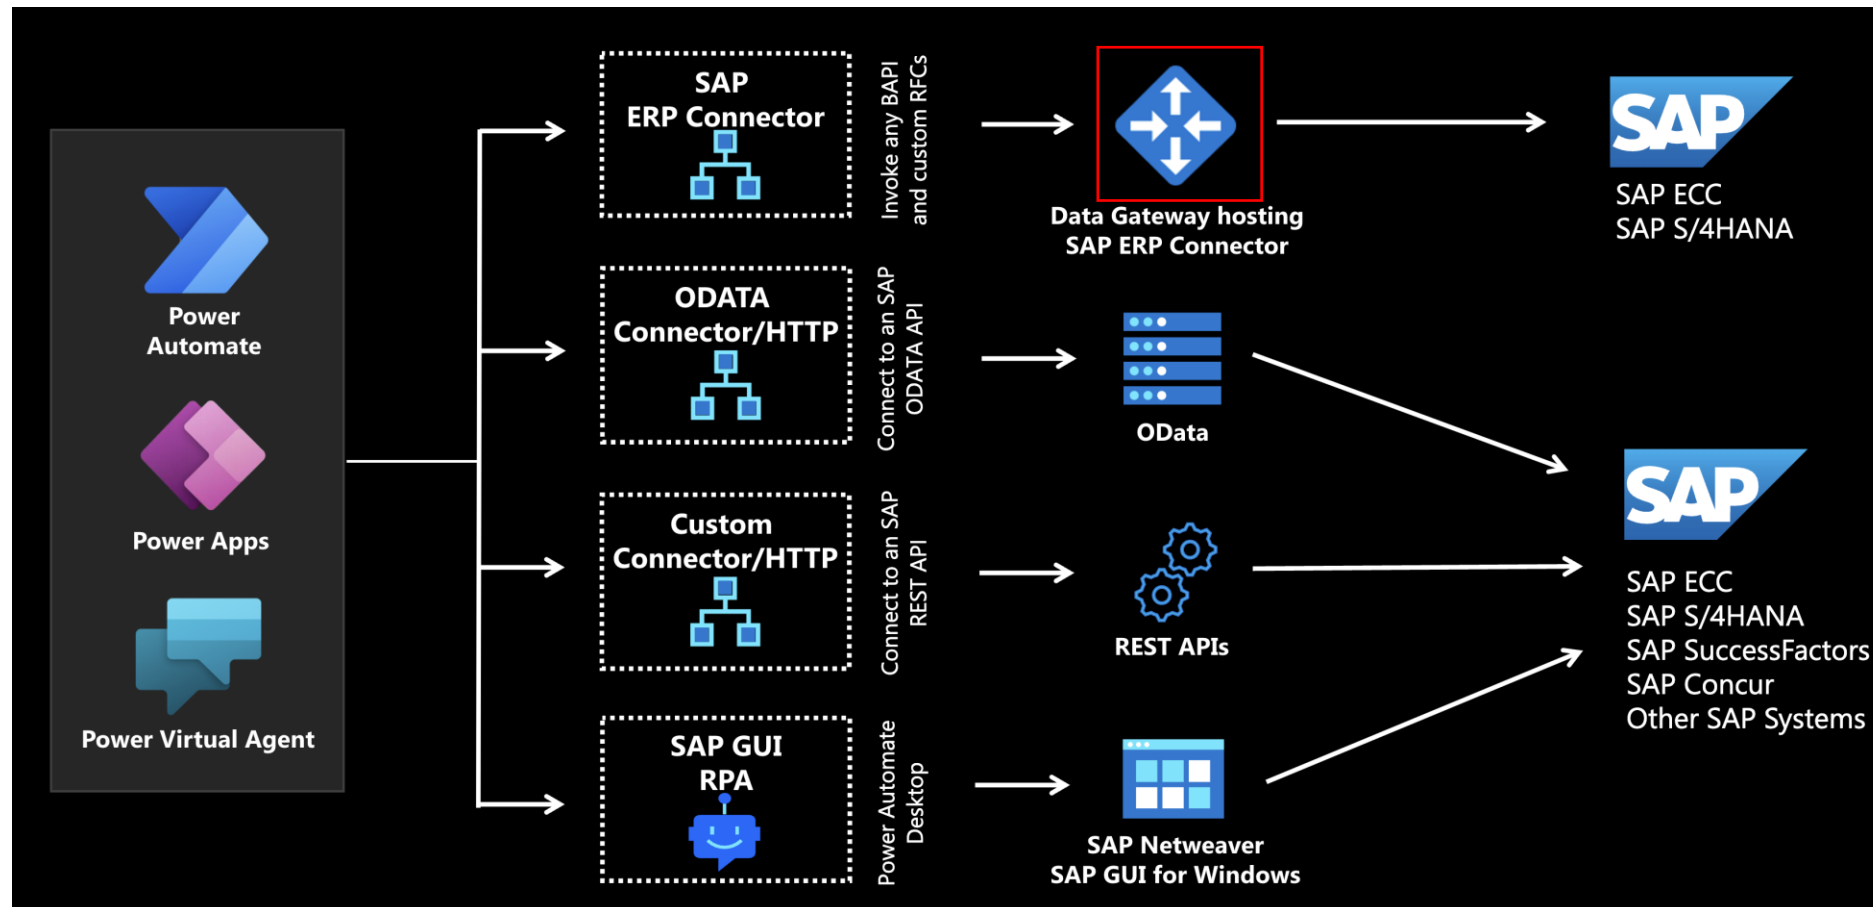 Power
Automate
Power Apps
Power Virtual Agent
SAP
ERP Connector
Invoke any BAPI
and custom RFCs
Data Gateway hosting
SAP ERP Connector
SAP
SAP ECC
SAP S/4HANA
ODATA
Connector/HTTP
Connect to an SAP
ODATA API
OData
Custom
Connector/HTTP
Connect to an SAP
REST API
REST APIs
SAP GUI
RPA
Power Automate
Desktop
SAP Netweaver
SAP GUI for Windows
SAP
SAP ECC
SAP S/4HANA
SAP SuccessFactors
SAP Concur
Other SAP Systems